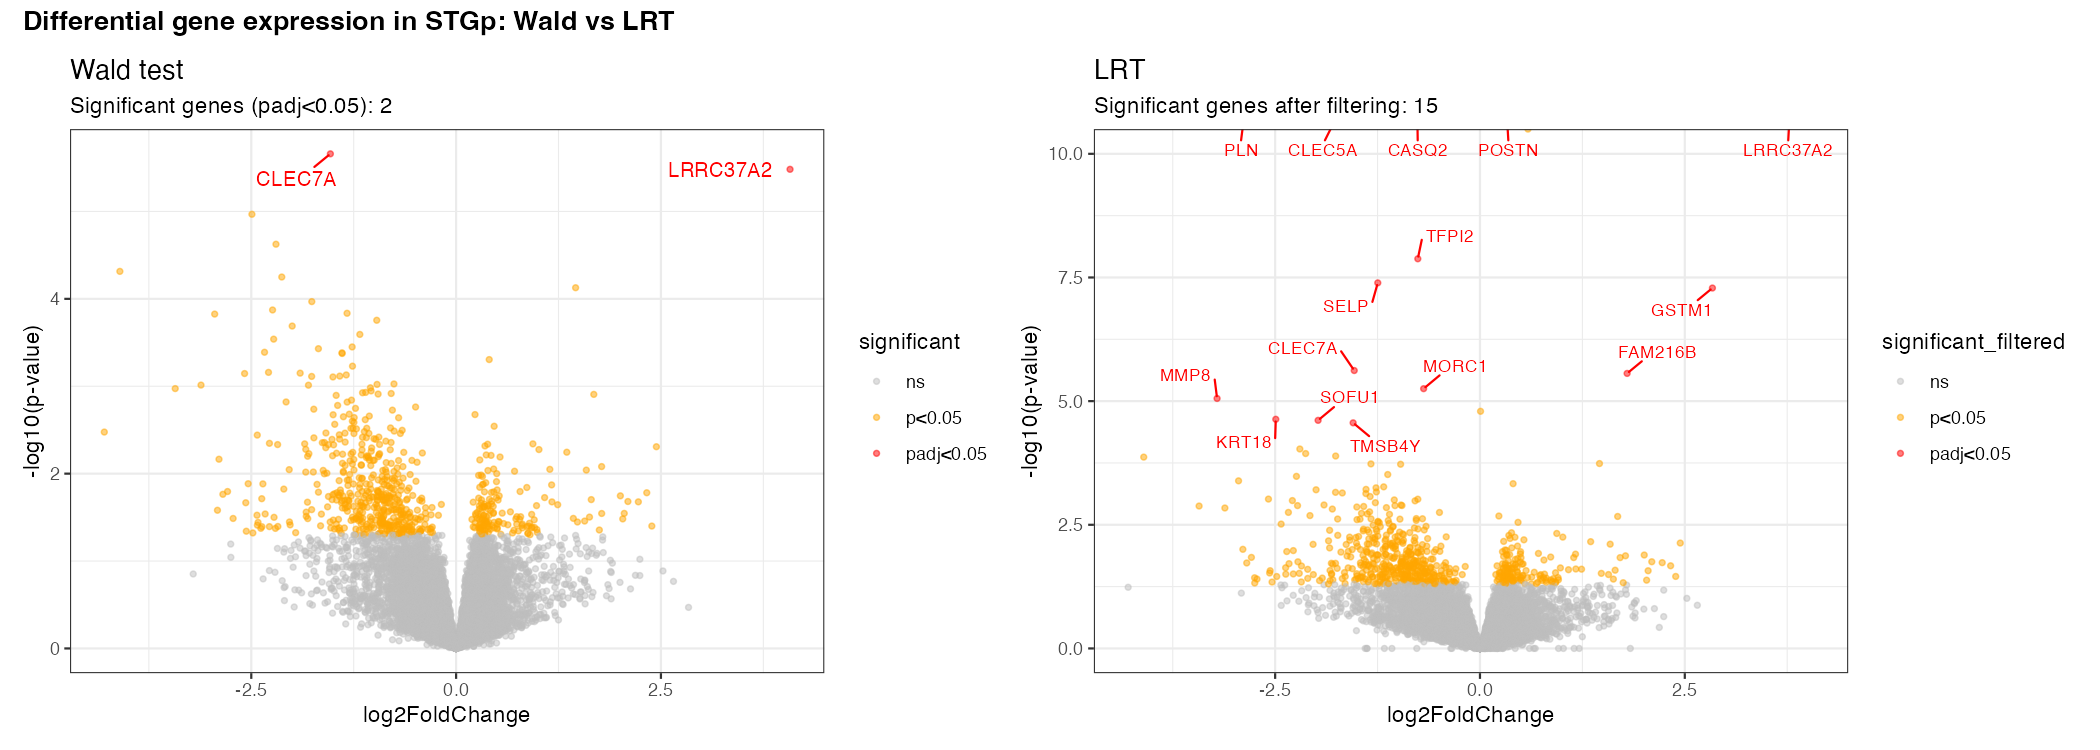 Differential gene expression in STGp: Wald vs LRT
Wald test
Significant genes (padj<0.05): 2
CLEC7A
LRRC37A2
4
2
0
-log10(p-value)
-2.5
0.0
2.5
log2FoldChange
significant
ns
p<0.05
padj<0.05
LRT
Significant genes after filtering: 15
PLN
CLEC5A
CASQ2
POSTN
LRRC37A2
TFPI2
SELP
GSTM1
CLEC7A
FAM216B
MORC1
MMP8
SOFU1
KRT18
TMSB4Y
10.0
7.5
5.0
2.5
0.0
-log10(p-value)
-2.5
0.0
2.5
log2FoldChange
significant_filtered
ns
p<0.05
padj<0.05